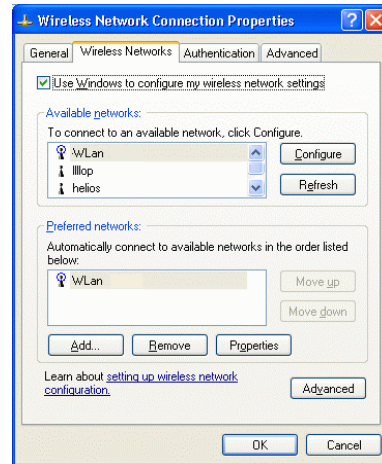 Wireless Network Connection Properties
General Wireless Networks Authentication Advanced
Use Windows to configure my wireless network settings
Available networks:
To connect to an available network, click Configure.
WLan
Configure
llllop
helios
Refresh
Preferred networks:
Automatically connect to available networks in the order listed
below:
WLan
Move up
Move down
Add... Remove Properties
Learn about setting up wireless network
configuration.
Advanced
OK Cancel